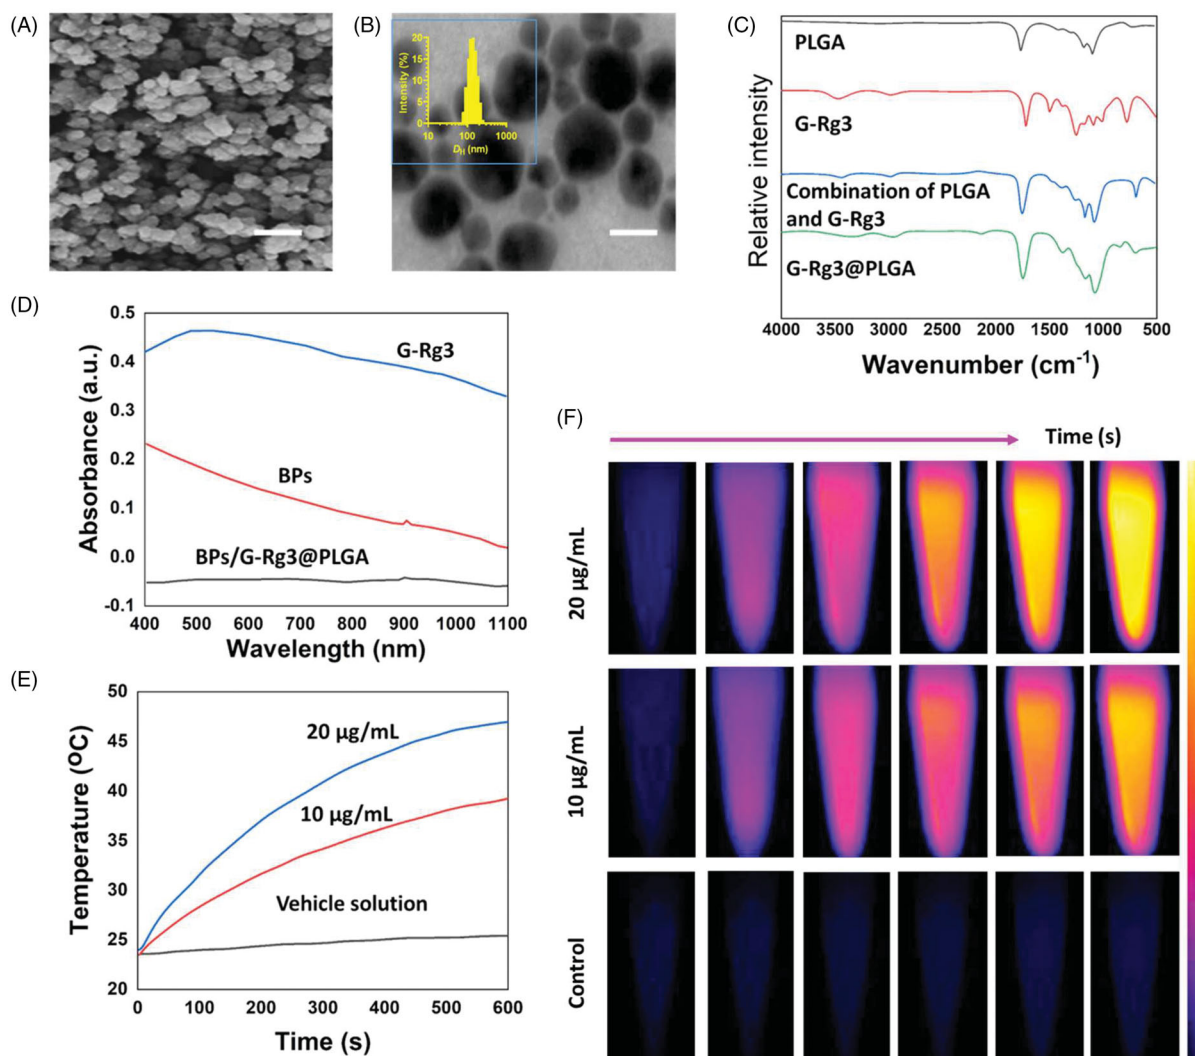 (A)
(B)
20
15
10
5
0
Intensity (%)
10
100
1000
D_H (nm)
(C)
PLGA
G-Rg3
Combination of PLGA
and G-Rg3
G-Rg3@PLGA
Relative intensity
4000 3000 2000 1500 1000 500
Wavenumber (cm⁻¹)
(D)
0.5
0.4
0.3
0.2
0.1
0.0
-0.1
Absorbance (a.u.)
G-Rg3
BPs
BPs/G-Rg3@PLGA
400 500 600 700 800 900 1000 1100
Wavelength (nm)
(E)
50
45
40
35
30
25
20
Temperature (ºC)
20 µg/mL
10 µg/mL
Vehicle solution
0 100 200 300 400 500 600
Time (s)
(F)
Time (s)
20 µg/mL
10 µg/mL
Control